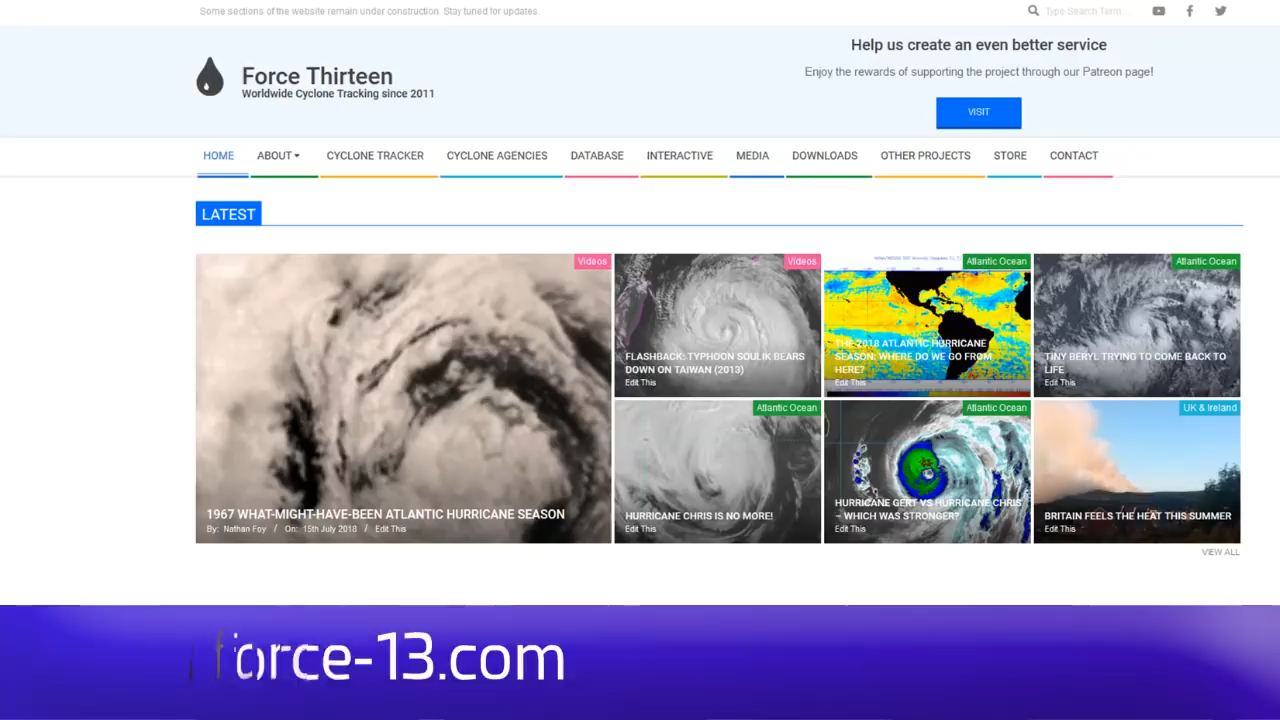 Some sections of the website remain under construction. Stay tuned for updates.
Type Search Term...
Force Thirteen
Worldwide Cyclone Tracking since 2011
Help us create an even better service
Enjoy the rewards of supporting the project through our Patreon page!
VISIT
HOME
ABOUT
CYCLONE TRACKER
CYCLONE AGENCIES
DATABASE
INTERACTIVE
MEDIA
DOWNLOADS
OTHER PROJECTS
STORE
CONTACT
LATEST
Videos
1967 WHAT-MIGHT-HAVE-BEEN ATLANTIC HURRICANE SEASON
By: Nathan Foy / On: 15th July 2018 / Edit This
Videos
FLASHBACK: TYPHOON SOULIK BEARS
DOWN ON TAIWAN (2013)
Edit This
Atlantic Ocean
THE 2018 ATLANTIC HURRICANE
SEASON: WHERE DO WE GO FROM
HERE?
Edit This
Atlantic Ocean
TINY BERYL TRYING TO COME BACK TO
LIFE
Edit This
Atlantic Ocean
HURRICANE CHRIS IS NO MORE!
Edit This
Atlantic Ocean
HURRICANE GERT VS HURRICANE CHRIS
– WHICH WAS STRONGER?
Edit This
UK & Ireland
BRITAIN FEELS THE HEAT THIS SUMMER
Edit This
VIEW ALL
force-13.com